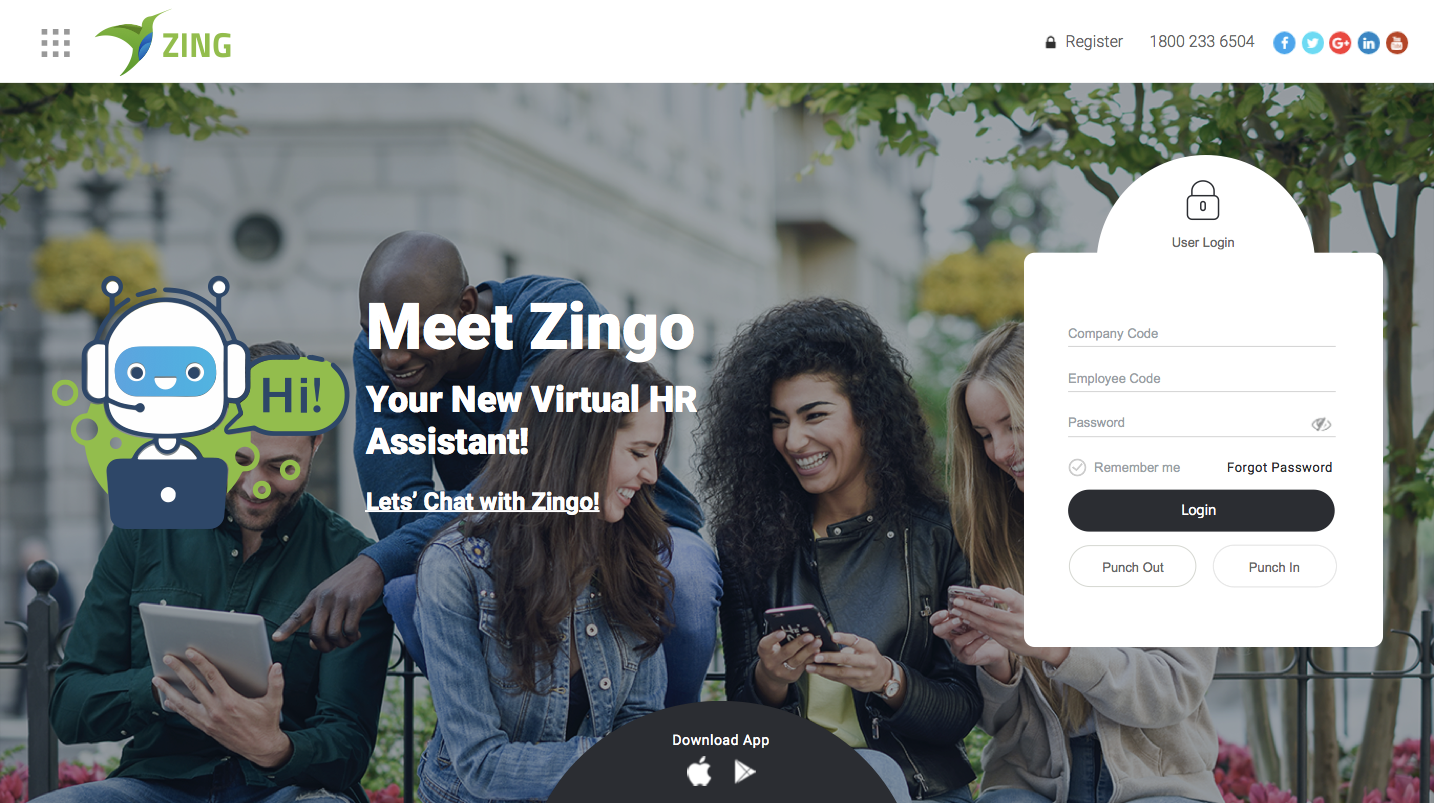 ZING
Register
1800 233 6504
User Login
Meet Zingo
Your New Virtual HR
Assistant!
Lets’ Chat with Zingo!
Hi!
Company Code
Employee Code
Password
Remember me
Forgot Password
Login
Punch Out
Punch In
Download App